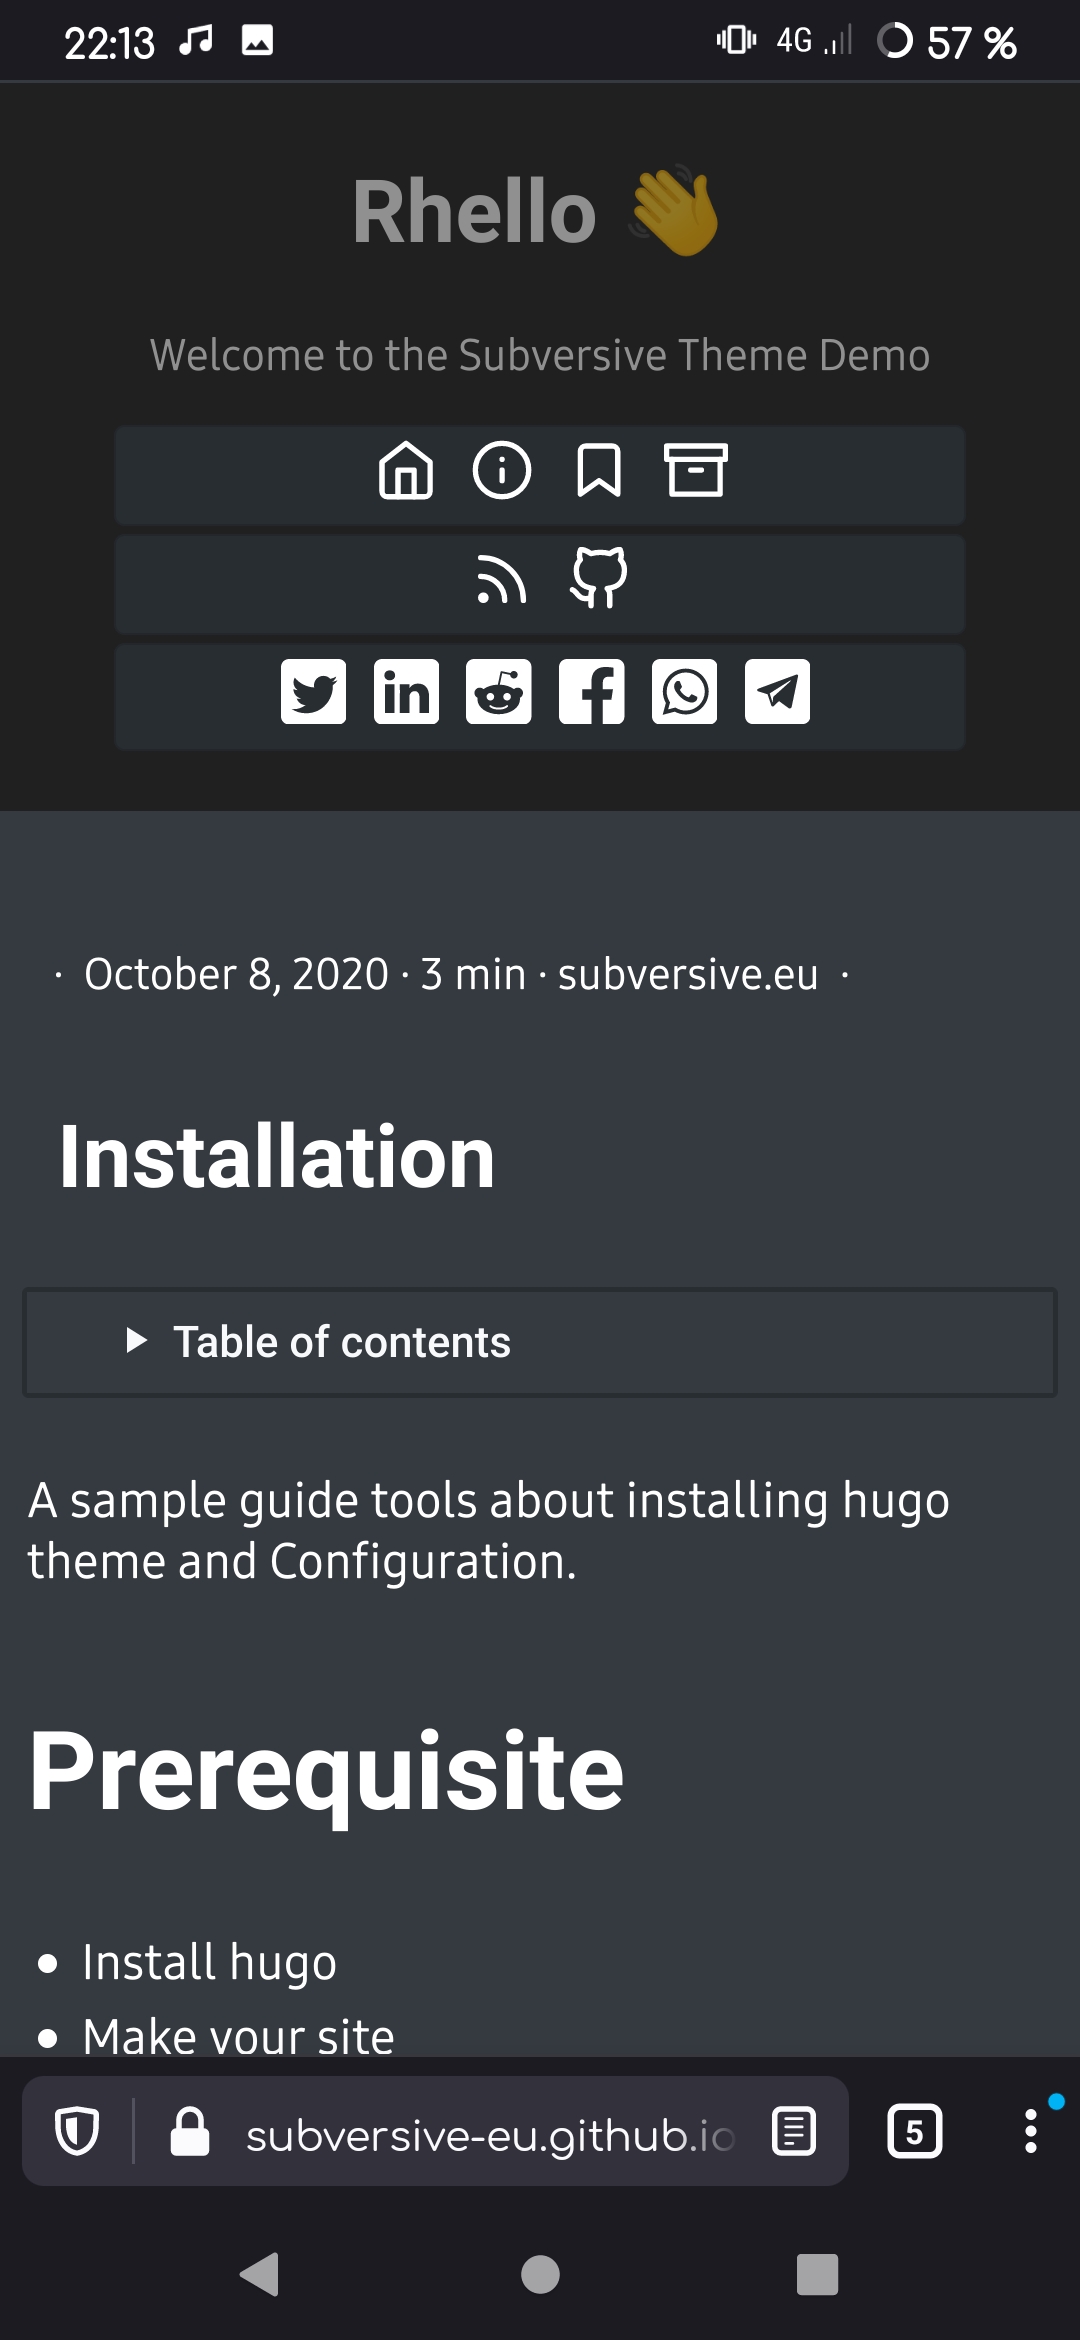 22:13 4G 57 %
Rhello 👋
Welcome to the Subversive Theme Demo
in
· October 8, 2020 · 3 min · subversive.eu ·
Installation
Table of contents
A sample guide tools about installing hugo
theme and Configuration.
Prerequisite
Install hugo
Make your site
subversive-eu.github.io 5